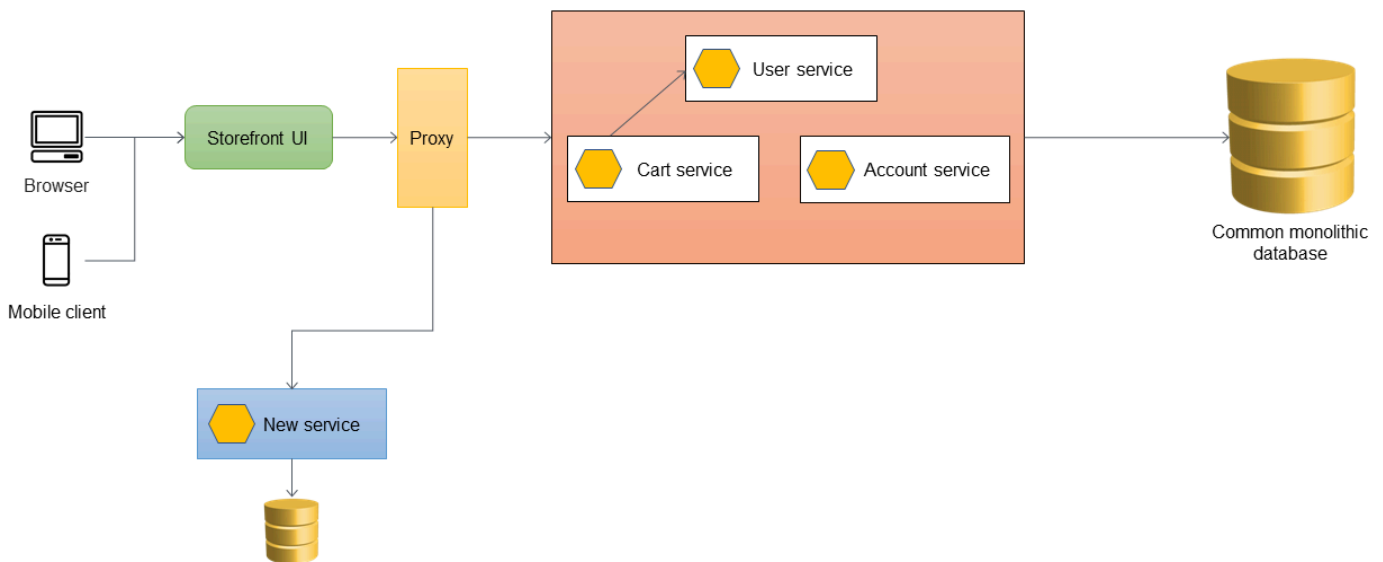 User service
Storefront UI
Proxy
Cart service
Account service
Browser
Common monolithic
database
Mobile client
New service